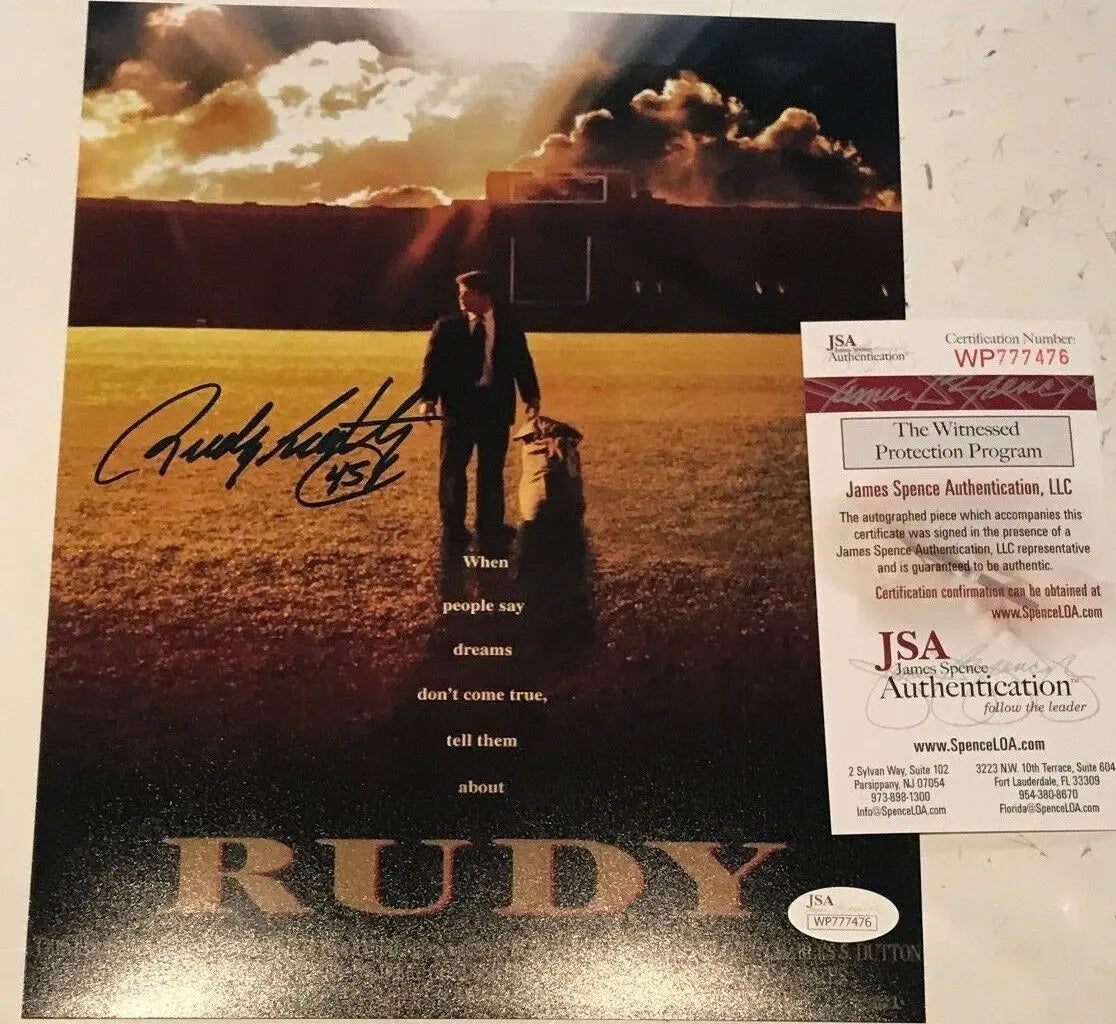 Rudy
45
When
people say
dreams
don't come true,
tell them
about
RUDY
JSA
WP777476
CHARLES S. DUTTON
JSA
Authentication
Certification Number:
WP777476
The Witnessed
Protection Program
James Spence Authentication, LLC
The autographed piece which accompanies this
certificate was signed in the presence of a
James Spence Authentication, LLC representative
and is guaranteed to be authentic.
Certification confirmation can be obtained at
www.SpenceLOA.com
JSA
James Spence
Authentication™
follow the leader
www.SpenceLOA.com
2 Sylvan Way, Suite 102
Parsippany, NJ 07054
973-898-1300
Info@SpenceLOA.com
3223 N.W. 10th Terrace, Suite 604
Fort Lauderdale, FL 33309
954-380-8670
Florida@SpenceLOA.com